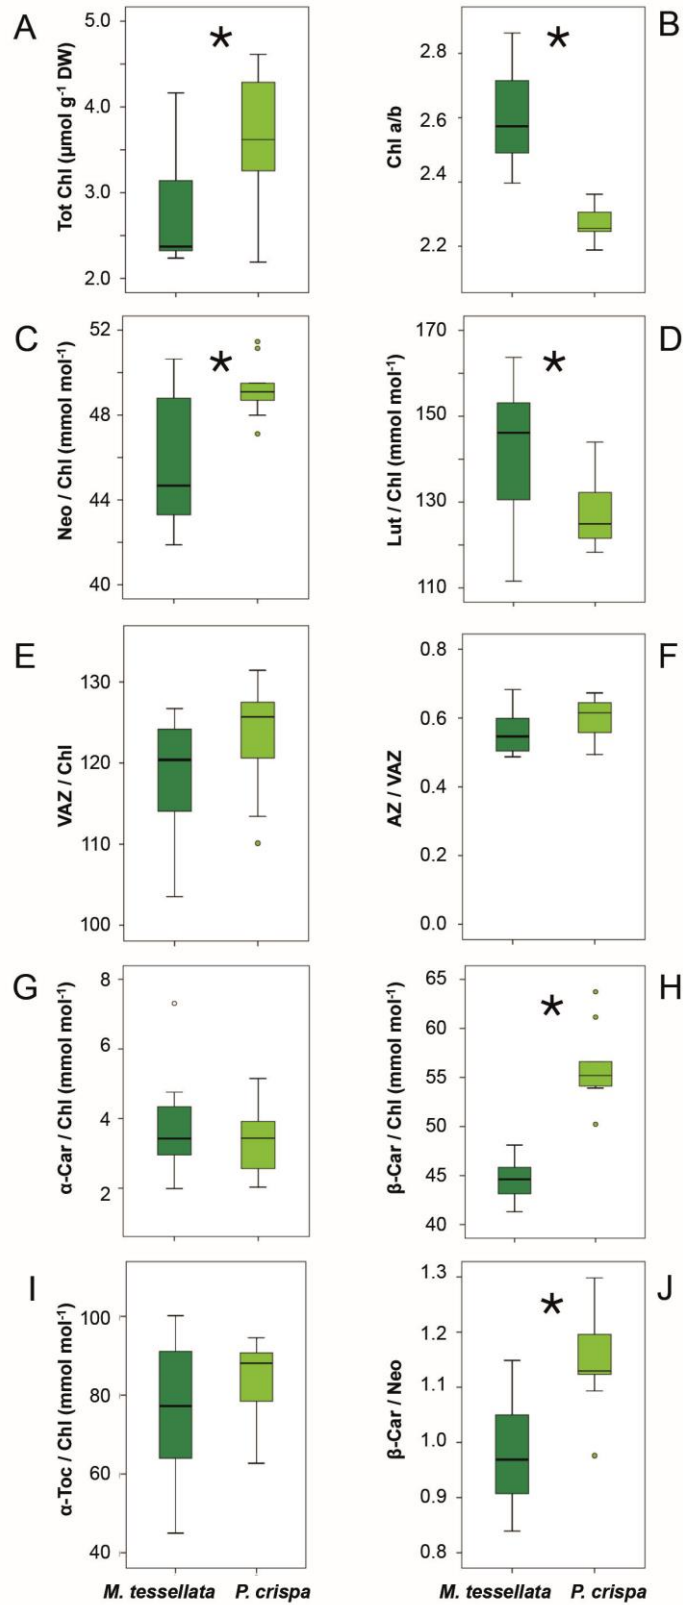 A
Tot Chl (µmol g⁻¹ DW)
5.0
4.0
3.0
2.0
*
B
Chl a/b
2.8
2.6
2.4
2.2
*
C
Neo / Chl (mmol mol⁻¹)
52
48
44
40
*
D
Lut / Chl (mmol mol⁻¹)
170
150
130
110
*
E
VAZ / Chl
130
120
110
100
F
AZ / VAZ
0.8
0.6
0.4
0.2
0.0
G
α-Car / Chl (mmol mol⁻¹)
8
6
4
2
H
β-Car / Chl (mmol mol⁻¹)
65
60
55
50
45
40
*
I
α-Toc / Chl (mmol mol⁻¹)
100
80
60
40
M. tessellata P. crispa
J
β-Car / Neo
1.3
1.2
1.1
1.0
0.9
0.8
*
M. tessellata P. crispa